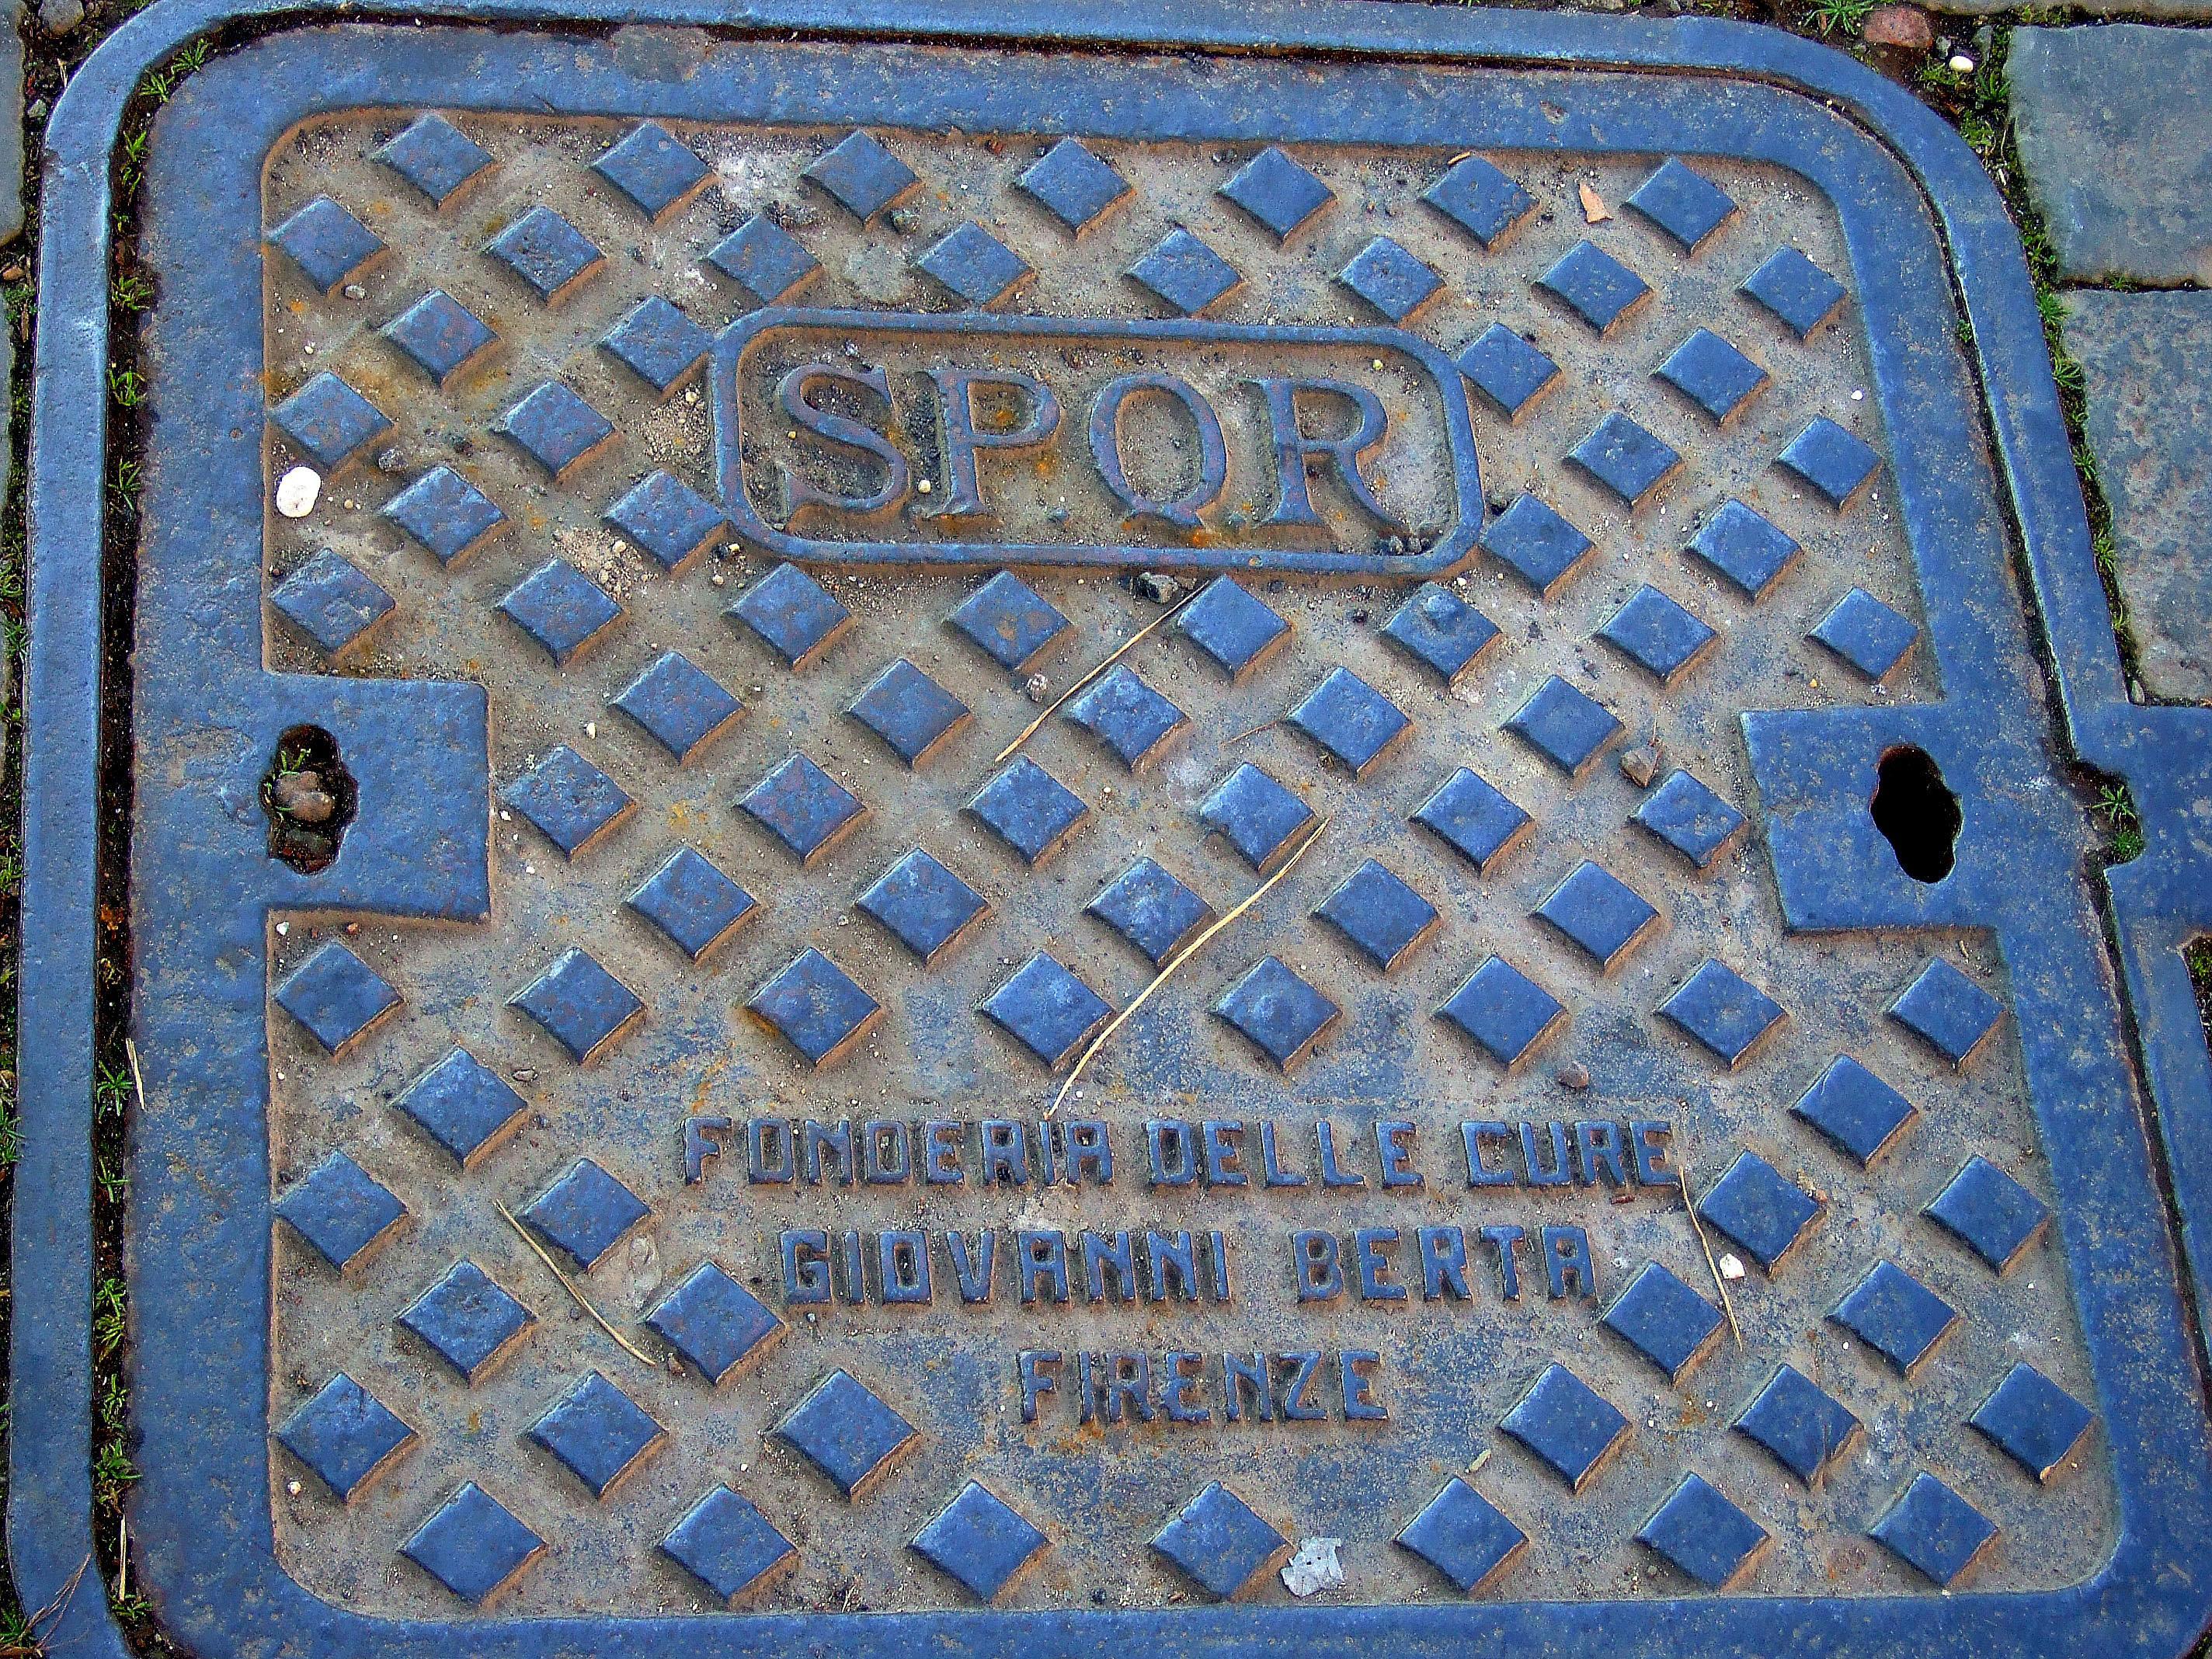 SPQR
FONDERIA DELLE CURE
GIOVANNI BERTA
FIRENZE